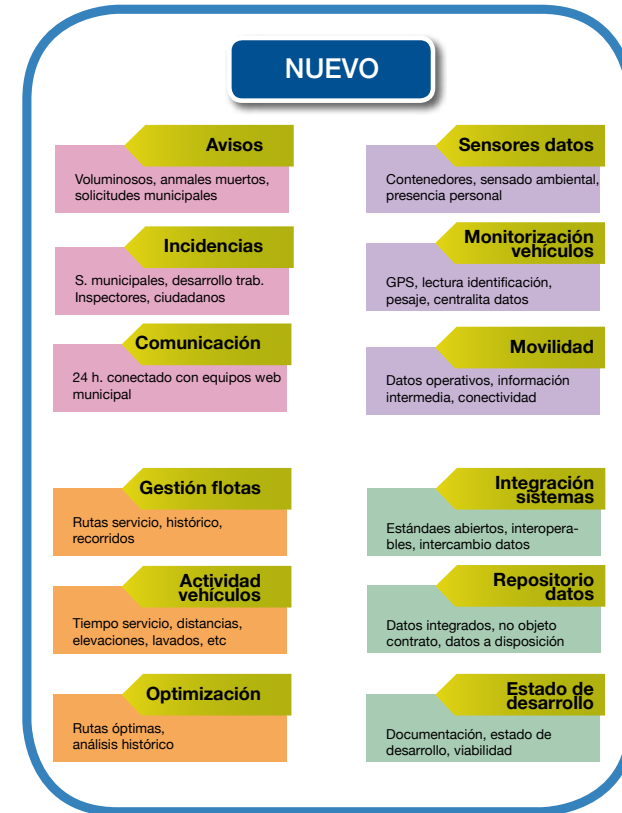 NUEVO
Avisos
Voluminosos, anmales muertos,
solicitudes municipales
Incidencias
S. municipales, desarrollo trab.
Inspectores, ciudadanos
Comunicación
24 h. conectado con equipos web
municipal
Sensores datos
Contenedores, sensado ambiental,
presencia personal
Monitorización
vehículos
GPS, lectura identificación,
pesaje, centralita datos
Movilidad
Datos operativos, información
intermedia, conectividad
Gestión flotas
Rutas servicio, histórico,
recorridos
Actividad
vehículos
Tiempo servicio, distancias,
elevaciones, lavados, etc
Optimización
Rutas óptimas,
análisis histórico
Integración
sistemas
Estándaes abiertos, interopera-
bles, intercambio datos
Repositorio
datos
Datos integrados, no objeto
contrato, datos a disposición
Estado de
desarrollo
Documentación, estado de
desarrollo, viabilidad